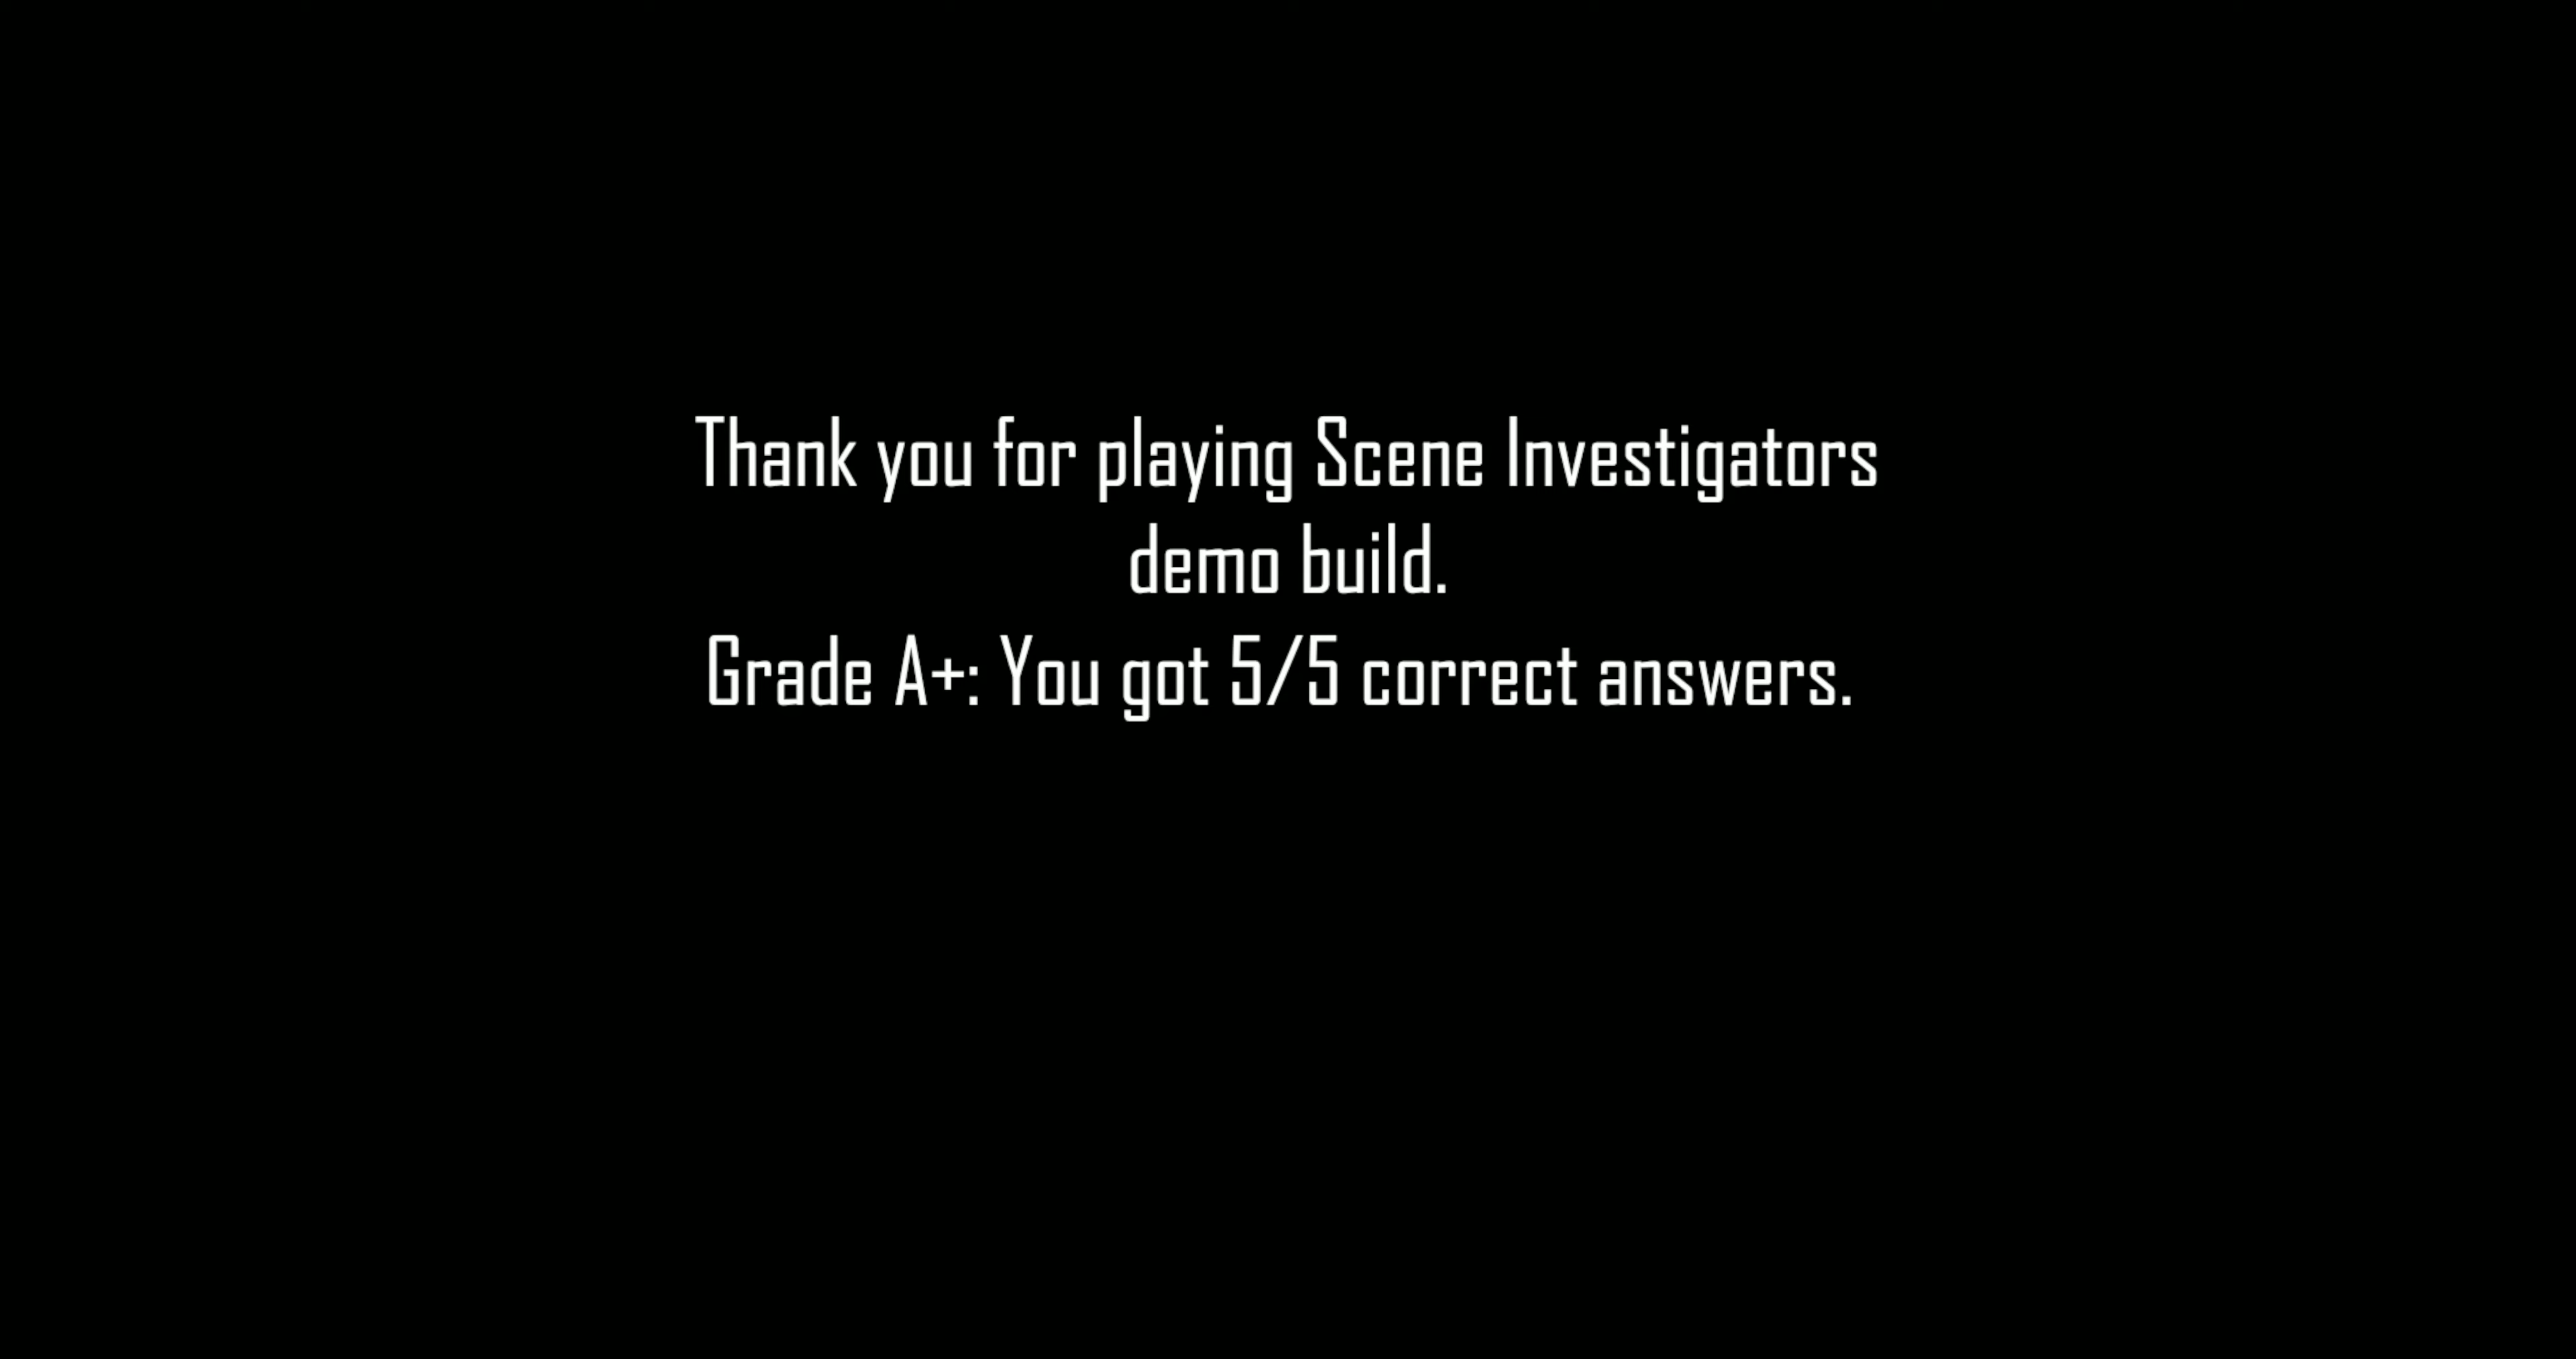 Thank you for playing Scene Investigators
demo build.
Grade A+: You got 5/5 correct answers.